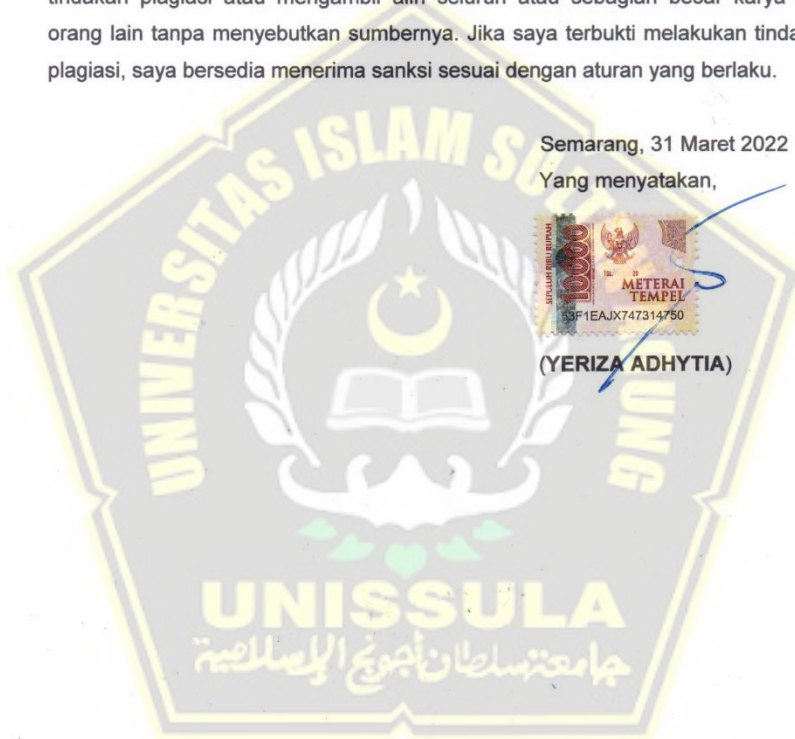 tindakan plagiasi atau mengambil alih seluruh atau sebagian besar karya
orang lain tanpa menyebutkan sumbernya. Jika saya terbukti melakukan tinda
plagiasi, saya bersedia menerima sanksi sesuai dengan aturan yang berlaku.
Semarang, 31 Maret 2022
Yang menyatakan,
SEPULUH RIBU RUPIAH
10000
TGL. 20
METERAI
TEMPEL
53F1EAJX747314750
(YERIZA ADHYTIA)
UNIVERSITAS ISLAM SULTAN AGUNG
UNISSULA
جامعة سلطان أجونج الإسلامية